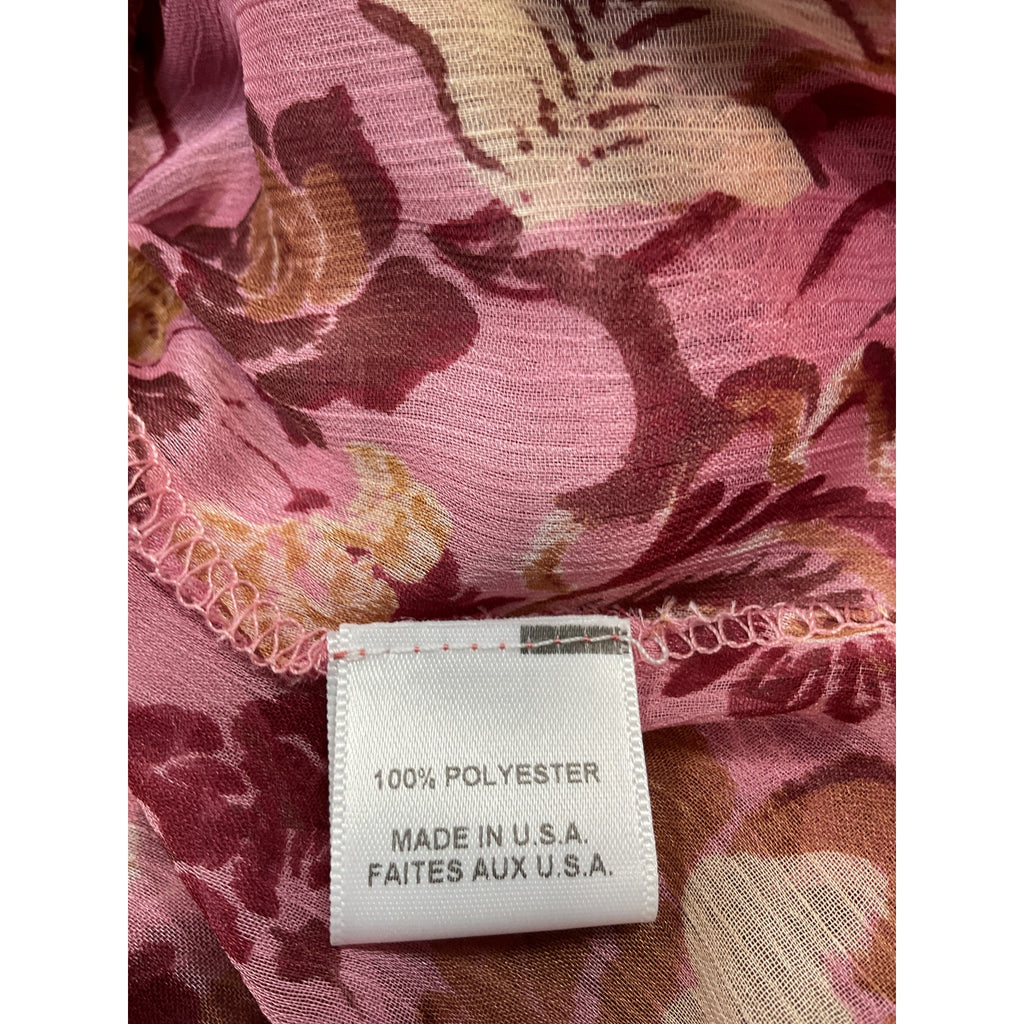 100% POLYESTER
MADE IN U.S.A.
FAITES AUX U.S.A.